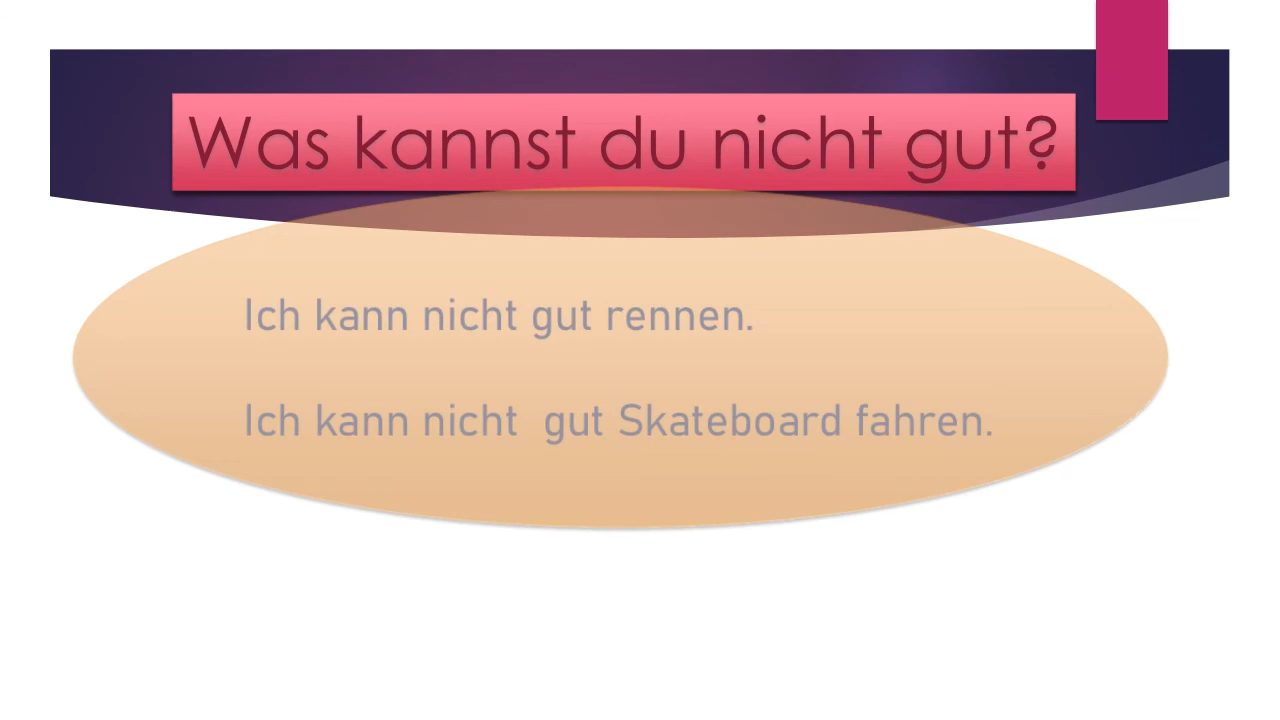 Was kannst du nicht gut?
Ich kann nicht gut rennen.
Ich kann nicht  gut Skateboard fahren.